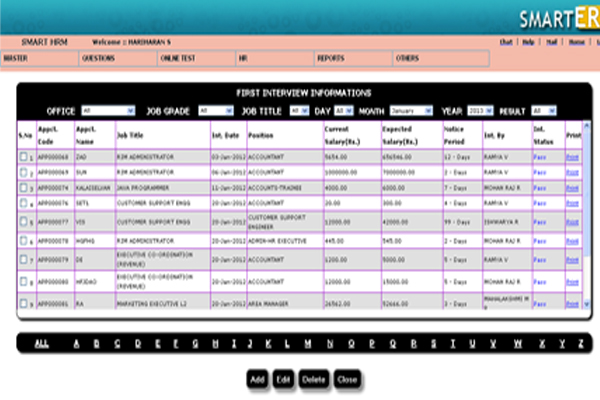 SMARTER
SMART HRM Welcome :: HARIHARAN S Chat | Help | Mail | Home |
MASTER QUESTIONS ONLINE TEST HR REPORTS OTHERS
FIRST INTERVIEW INFORMATIONS
OFFICE All JOB GRADE All JOB TITLE All DAY All MONTH January YEAR 2013 RESULT All
S.No Appct. Code Appct. Name Job Title Int. Date Position Current Salary(Rs.) Expected Salary(Rs.) Notice Period Int. By Int. Status Print
1 APP000068 ZAD RIM ADMINISTRATOR 03-Jan-2012 ACCOUNTANT 5654.00 656546.00 12 - Days RAMYA V Pass Print
2 APP000069 SUN RIM ADMINISTRATOR 06-Jan-2012 ACCOUNTANT 1000000.00 7000000.00 2 - Days RAMYA V Pass Print
3 APP000074 KALAISELVAN JAVA PROGRAMMER 11-Jan-2012 ACCOUNTS-TRAINEE 4000.00 6000.00 7 - Days MOHAN RAJ R Pass Print
4 APP000076 SET1 CUSTOMER SUPPORT ENGG 20-Jan-2012 ACCOUNTANT 20.00 300.00 4 - Days RAMYA V Pass Print
5 APP000077 VES CUSTOMER SUPPORT ENGG 20-Jan-2012 CUSTOMER SUPPORT ENGINEER 12000.00 42000.00 99 - Days ESHWARYA R Pass Print
6 APP000078 HGFHG RIM ADMINISTRATOR 20-Jan-2012 ADMIN-HR EXECUTIVE 445.00 545.00 2 - Days MOHAN RAJ R Pass Print
7 APP000079 DE EXECUTIVE CO-ORDINATION (REVENUE) 20-Jan-2012 ACCOUNTANT 1200.00 5000.00 5 - Days RAMYA V Pass Print
8 APP000080 EXECUTIVE CO-ORDINATION (REVENUE) 20-Jan-2012 ACCOUNTANT 12000.00 15000.00 5 - Days MOHAN RAJ R Pass Print
9 APP000081 RA MARKETING EXECUTIVE L2 20-Jan-2012 AREA MANAGER 26562.00 52666.00 3 - Days MAHALAKSHMI M Pass Print
ALL A B C D E F G H I J K L M N O P Q R S T U V W X Y Z
Add Edit Delete Close